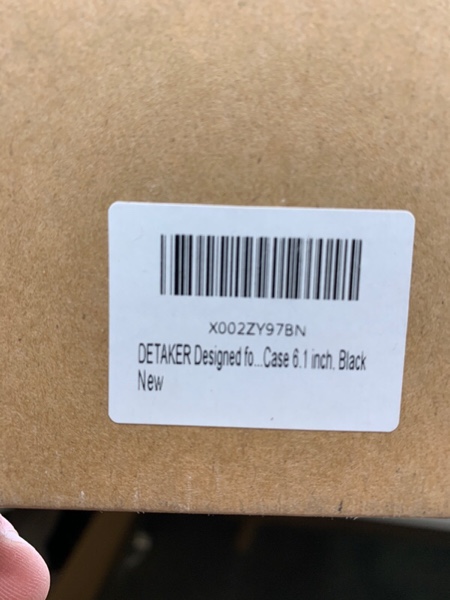 X002ZY97BN
DETAKER Designed fo...Case 6.1 inch, Black
New